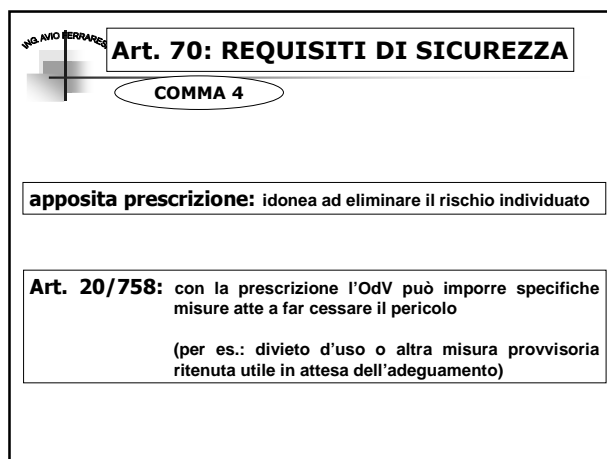 ING. AVIO FERRARESI
Art. 70: REQUISITI DI SICUREZZA
COMMA 4
apposita prescrizione: idonea ad eliminare il rischio individuato
Art. 20/758: con la prescrizione l’OdV può imporre specifiche
misure atte a far cessare il pericolo
(per es.: divieto d’uso o altra misura provvisoria
ritenuta utile in attesa dell’adeguamento)